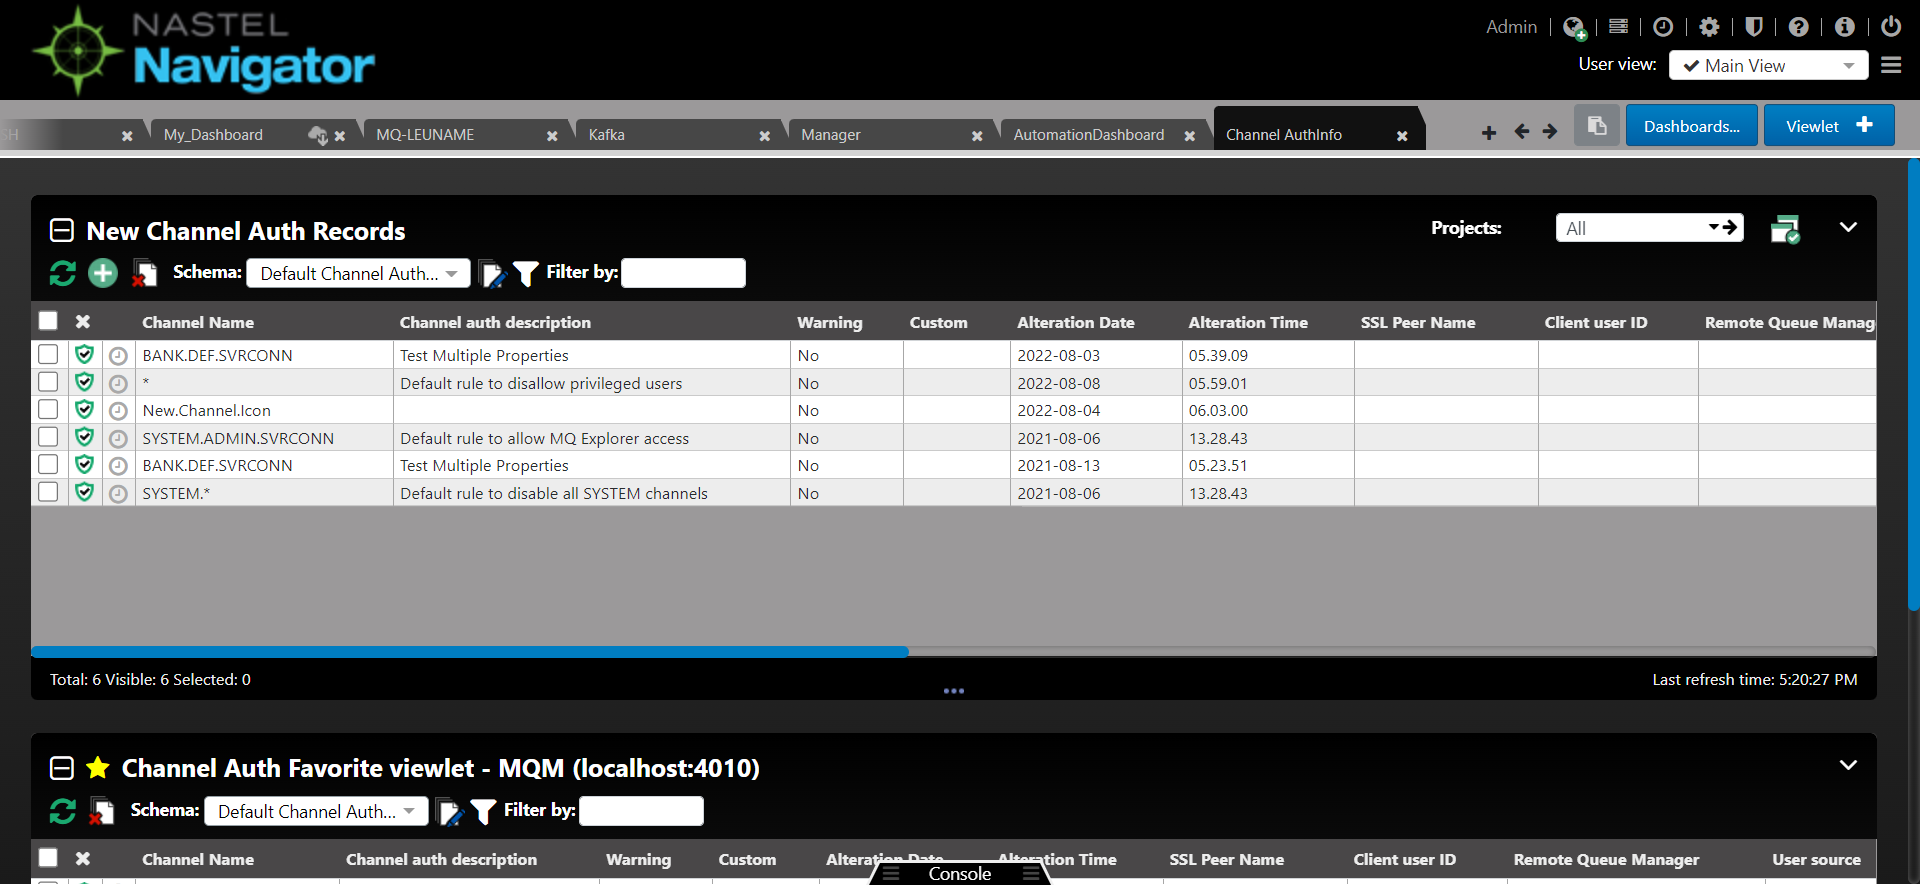 NASTEL
Navigator
Admin
User view: Main View
SH My_Dashboard MQ-LEUNAME Kafka Manager AutomationDashboard Channel AuthInfo Dashboards... Viewlet
New Channel Auth Records Projects: All
Schema: Default Channel Auth... Filter by:
Channel Name Channel auth description Warning Custom Alteration Date Alteration Time SSL Peer Name Client user ID Remote Queue Manag
BANK.DEF.SVRCONN Test Multiple Properties No 2022-08-03 05.39.09
* Default rule to disallow privileged users No 2022-08-08 05.59.01
New.Channel.Icon No 2022-08-04 06.03.00
SYSTEM.ADMIN.SVRCONN Default rule to allow MQ Explorer access No 2021-08-06 13.28.43
BANK.DEF.SVRCONN Test Multiple Properties No 2021-08-13 05.23.51
SYSTEM.* Default rule to disable all SYSTEM channels No 2021-08-06 13.28.43
Total: 6 Visible: 6 Selected: 0 Last refresh time: 5:20:27 PM
Channel Auth Favorite viewlet - MQM (localhost:4010)
Schema: Default Channel Auth... Filter by:
Channel Name Channel auth description Warning Custom Alteration Date Alteration Time SSL Peer Name Client user ID Remote Queue Manager User source
Console